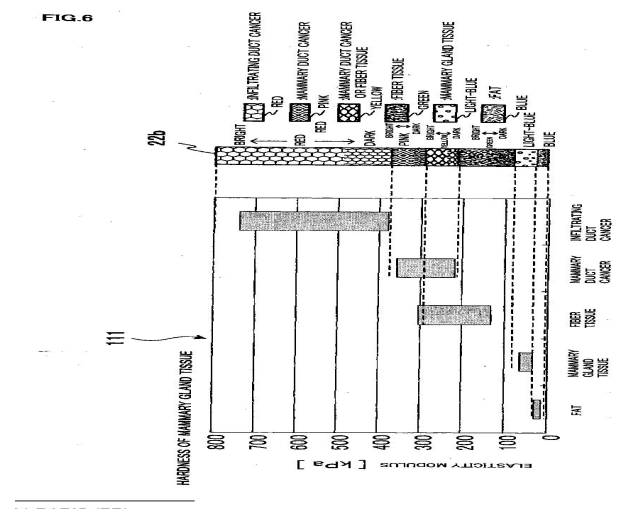 FIG.6
22b
111
HARDNESS OF MAMMARY GLAND TISSUE
ELASTICITY MODULUS [ kPa ]
800
700
600
500
400
300
200
100
0
FAT
MAMMARY
GLAND
TISSUE
FIBER
TISSUE
MAMMARY
DUCT
CANCER
INFILTRATING
DUCT
CANCER
BRIGHT
RED
DARK
BRIGHT
PINK
DARK
BRIGHT
YELLOW
DARK
BRIGHT
GREEN
DARK
LIGHT-BLUE
BLUE
:INFILTRATING DUCT CANCER
RED
RED
:MAMMARY DUCT CANCER
PINK
:MAMMARY DUCT CANCER
OR FIBER TISSUE
YELLOW
:FIBER TISSUE
GREEN
:MAMMARY GLAND TISSUE
LIGHT-BLUE
:FAT
BLUE